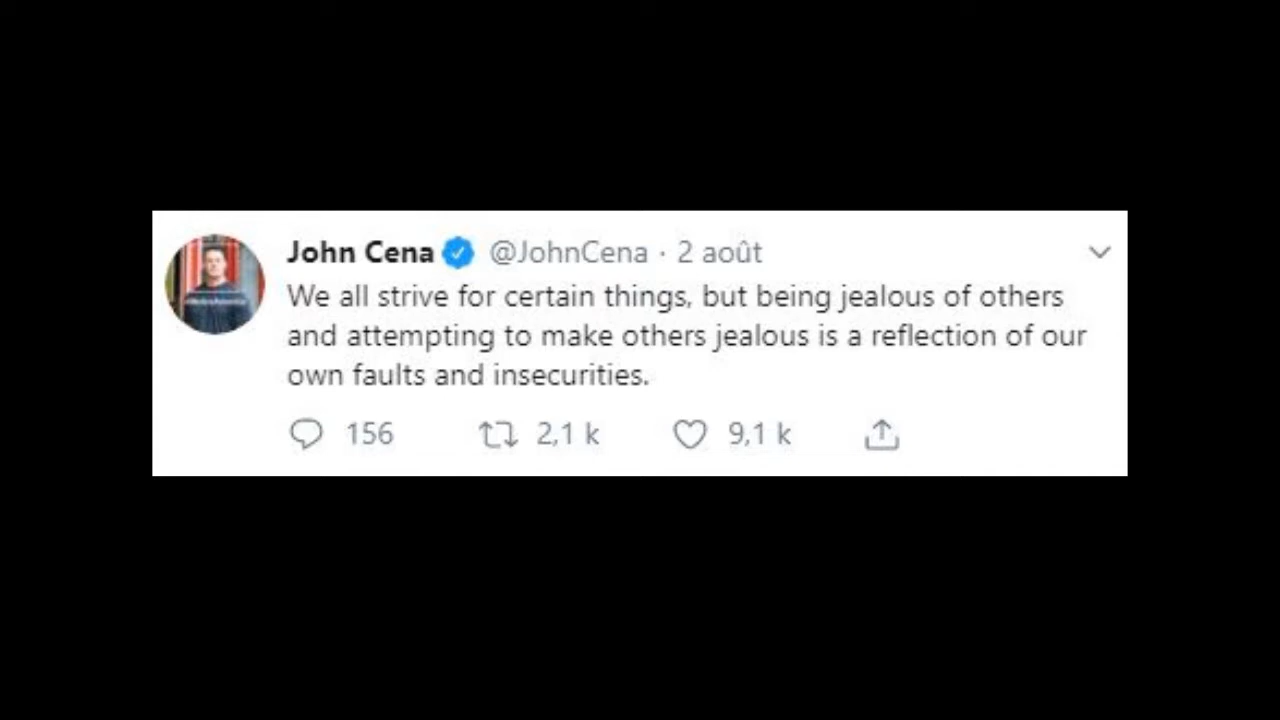 John Cena @JohnCena · 2 août
We all strive for certain things, but being jealous of others
and attempting to make others jealous is a reflection of our
own faults and insecurities.
156 2,1 k 9,1 k